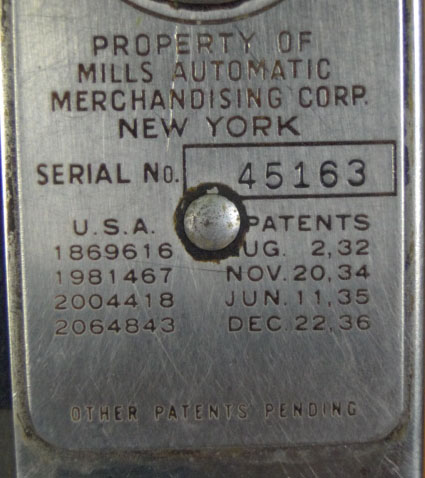 PROPERTY OF
MILLS AUTOMATIC
MERCHANDISING CORP.
NEW YORK
SERIAL NO. 45163
U.S.A. PATENTS
1869616 AUG. 2,32
1981467 NOV. 20,34
2004418 JUN. 11,35
2064843 DEC. 22,36
OTHER PATENTS PENDING